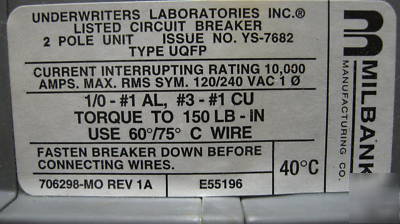 UNDERWRITERS LABORATORIES INC.®
LISTED CIRCUIT BREAKER
2 POLE UNIT ISSUE NO. YS-7682
TYPE UQFP
CURRENT INTERRUPTING RATING 10,000
AMPS. MAX. RMS SYM. 120/240 VAC 1 Ø
1/0 - #1 AL, #3 - #1 CU
TORQUE TO 150 LB - IN
USE 60°/75° C WIRE
FASTEN BREAKER DOWN BEFORE
CONNECTING WIRES.
40°C
706298-MO REV 1A E55196
MILBANK
MANUFACTURING CO.